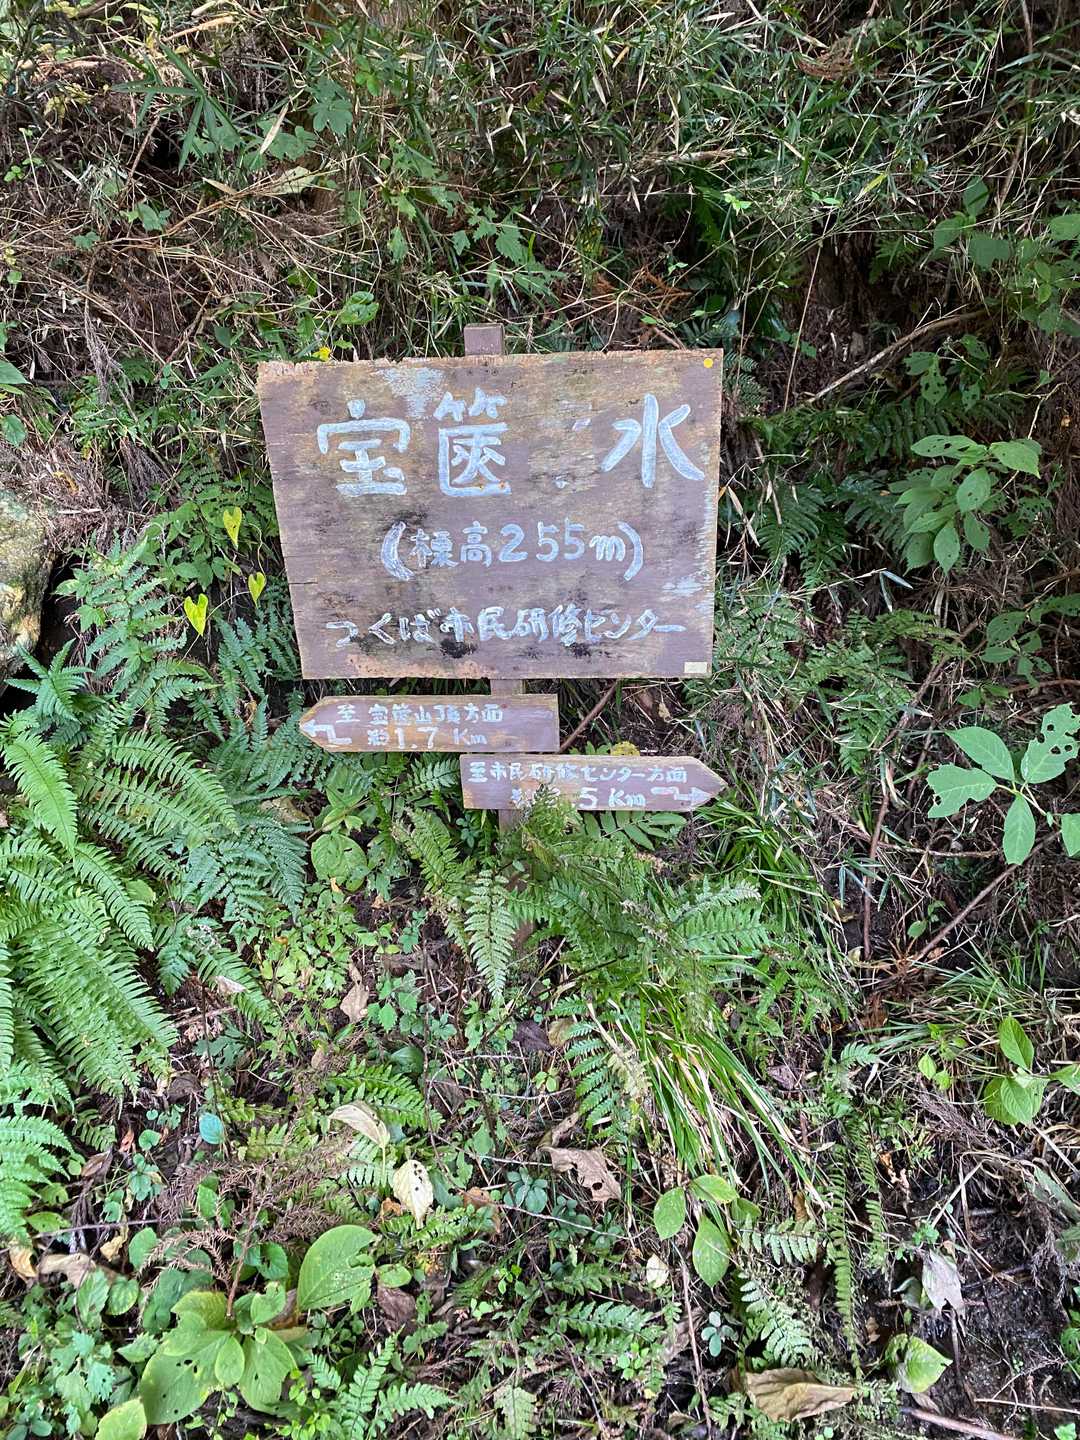 宝篋 水
(標高255m)
つくば市民研修センター
至 宝篋山頂方面
約1.7Km
至市民研修センター方面
5Km